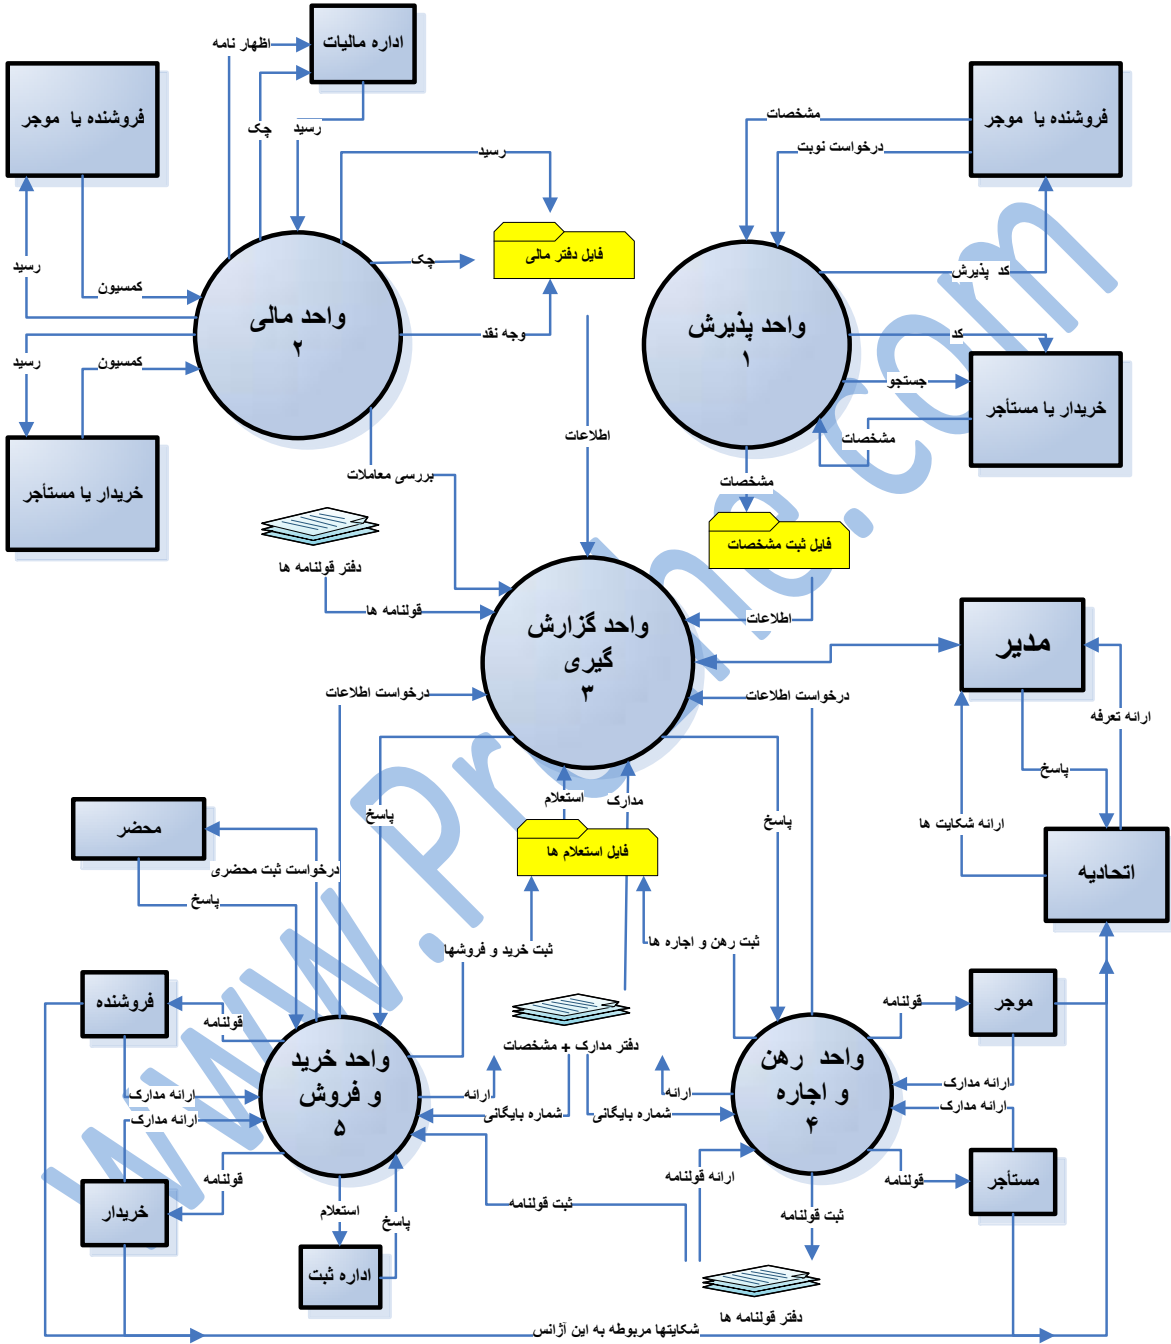 اظهار نامه
اداره مالیات
فروشنده یا موجر
چک
رسید
رسید
فایل دفتر مالی
چک
وجه نقد
رسید
کمسیون
واحد مالی
۲
رسید
کمسیون
خریدار یا مستأجر
بررسی معاملات
اطلاعات
فروشنده یا موجر
مشخصات
درخواست نوبت
کد پذیرش
واحد پذیرش
۱
کد
جستجو
خریدار یا مستأجر
مشخصات
مشخصات
فایل ثبت مشخصات
اطلاعات
دفتر قولنامه ها
قولنامه ها
واحد گزارش
گیری
۳
مدیر
ارائه تعرفه
پاسخ
ارائه شکایت ها
اتحادیه
درخواست اطلاعات
درخواست اطلاعات
پاسخ
پاسخ
استعلام
مدارک
فایل استعلام ها
محضر
درخواست ثبت محضری
پاسخ
ثبت خرید و فروشها
ثبت رهن و اجاره ها
دفتر مدارک + مشخصات
فروشنده
قولنامه
واحد خرید
و فروش
۵
ارائه مدارک
ارائه مدارک
قولنامه
خریدار
ارائه
شماره بایگانی
ارائه
شماره بایگانی
واحد رهن
و اجاره
۴
قولنامه
موجر
ارائه مدارک
ارائه مدارک
قولنامه
مستأجر
استعلام
پاسخ
اداره ثبت
ثبت قولنامه
ارائه قولنامه
ثبت قولنامه
دفتر قولنامه ها
شکایتها مربوطه به این آژانس